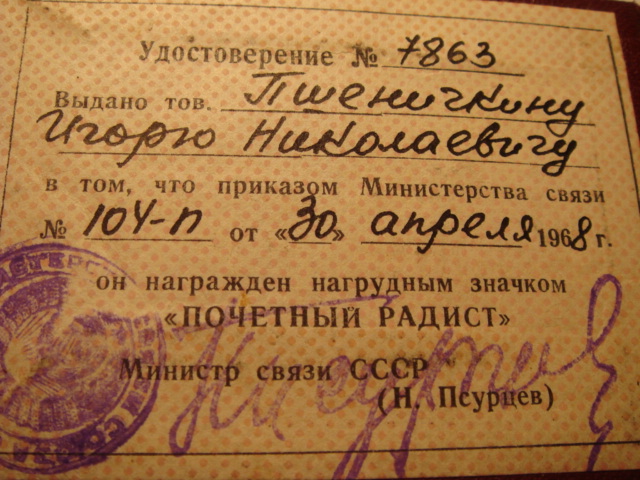 Удостоверение № 7863
Выдано тов. Пшеничкину
Игорю Николаевичу
в том, что приказом Министерства связи
№ 104-п от «30» апреля 1968 г.
он награжден нагрудным значком
«ПОЧЕТНЫЙ РАДИСТ»
Министр связи СССР
(Н. Псурцев)